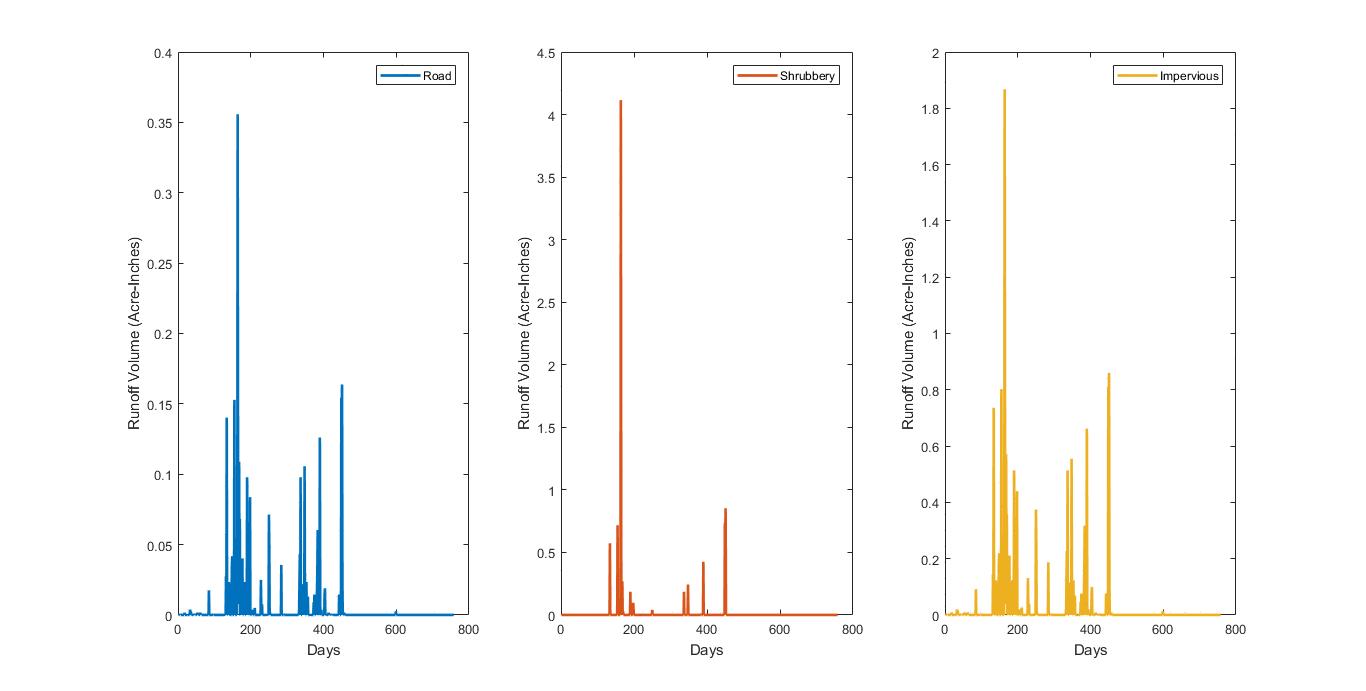 Road
0.4
0.35
0.3
0.25
0.2
0.15
0.1
0.05
0
Runoff Volume (Acre-Inches)
0 200 400 600 800
Days
Shrubbery
4.5
4
3.5
3
2.5
2
1.5
1
0.5
0
Runoff Volume (Acre-Inches)
0 200 400 600 800
Days
Impervious
2
1.8
1.6
1.4
1.2
1
0.8
0.6
0.4
0.2
0
Runoff Volume (Acre-Inches)
0 200 400 600 800
Days